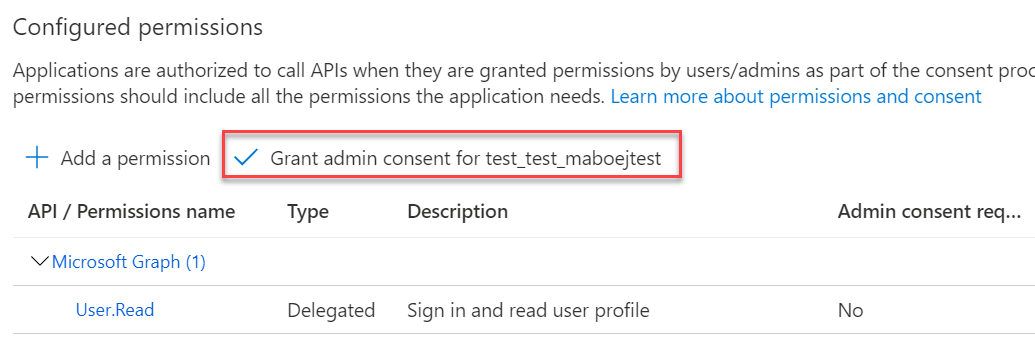 Configured permissions
Applications are authorized to call APIs when they are granted permissions by users/admins as part of the consent proc
permissions should include all the permissions the application needs. Learn more about permissions and consent
Add a permission Grant admin consent for test_test_maboejtest
API / Permissions name Type Description Admin consent req...
Microsoft Graph (1)
User.Read Delegated Sign in and read user profile No